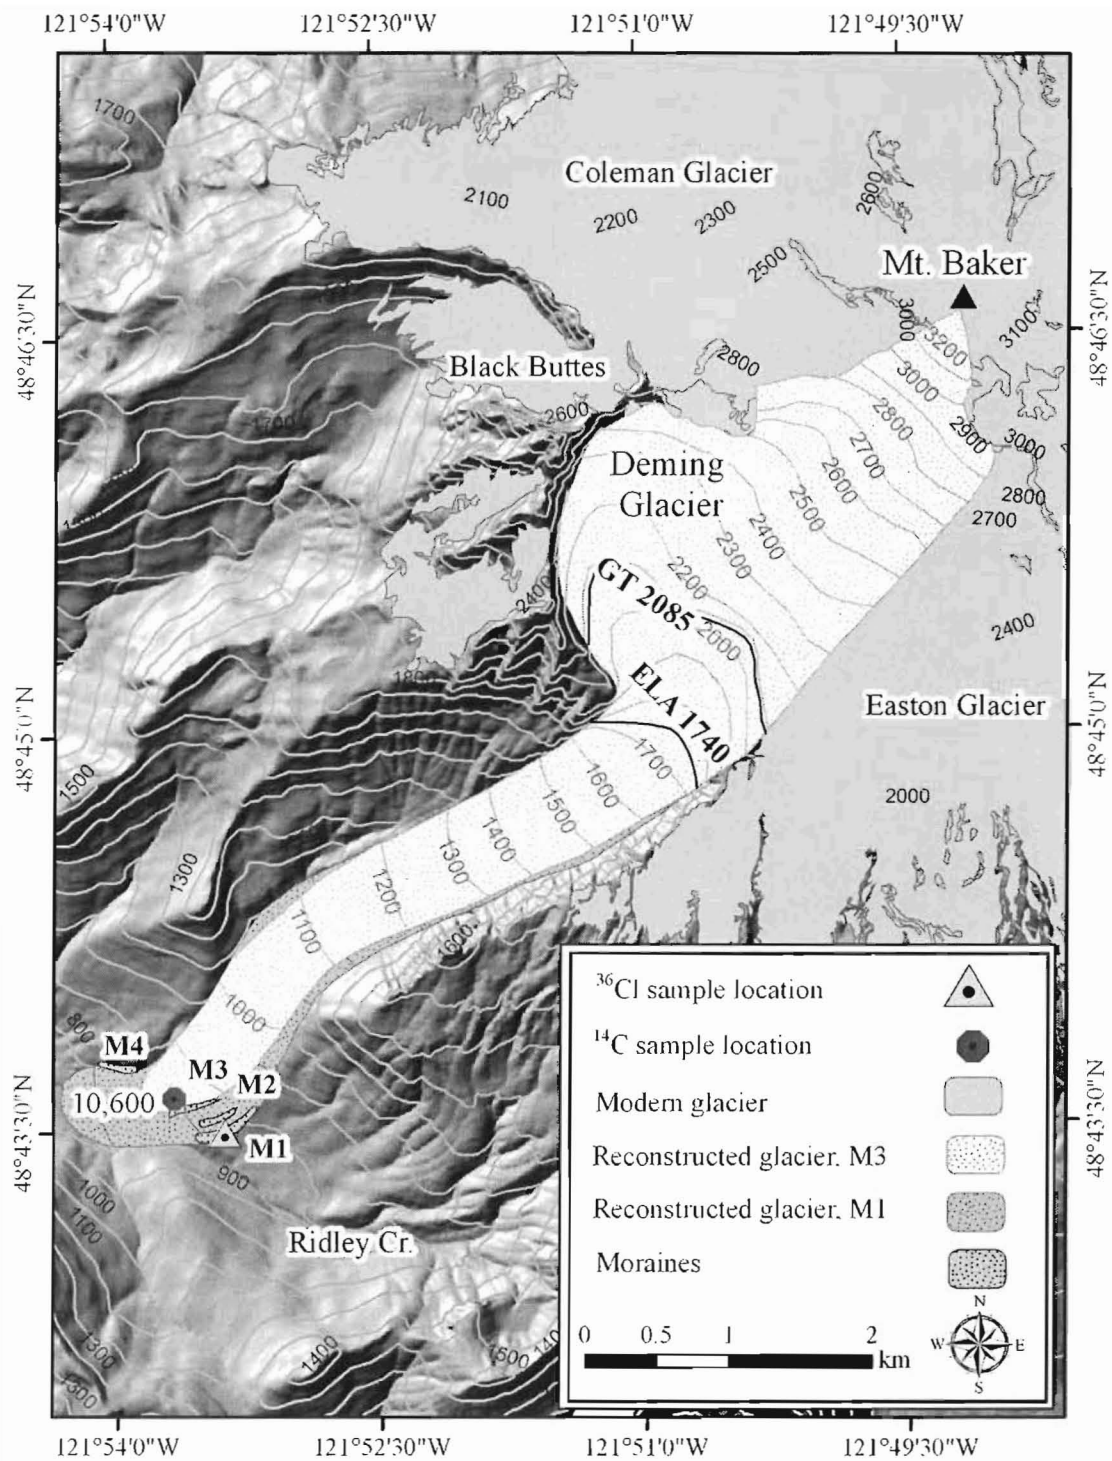 121°54'0"W 121°52'30"W 121°51'0"W 121°49'30"W
1700
Coleman Glacier
2600
2100
2200
2300
2500
Mt. Baker
48°46'30"N
48°46'30"N
3000
3100
3200
2800
Black Buttes
3000
2600
2800
2900
3000
1700
Deming
Glacier
2700
2600
2500
2800
2700
2400
2300
2200
GT 2085
2400
2000
2400
1800
ELA 1740
Easton Glacier
48°45'0"N
48°45'0"N
1500
1700
1600
2000
1500
1400
1300
1300
1200
1100
1600
1000
800
M4
M3
M2
10,600
M1
48°43'30"N
48°43'30"N
900
1000
1100
Ridley Cr.
1300
1300
1400
1500
140
³⁶Cl sample location
¹⁴C sample location
Modern glacier
Reconstructed glacier, M3
Reconstructed glacier, M1
Moraines
N
W E
S
0 0.5 1 2
km
121°54'0"W 121°52'30"W 121°51'0"W 121°49'30"W